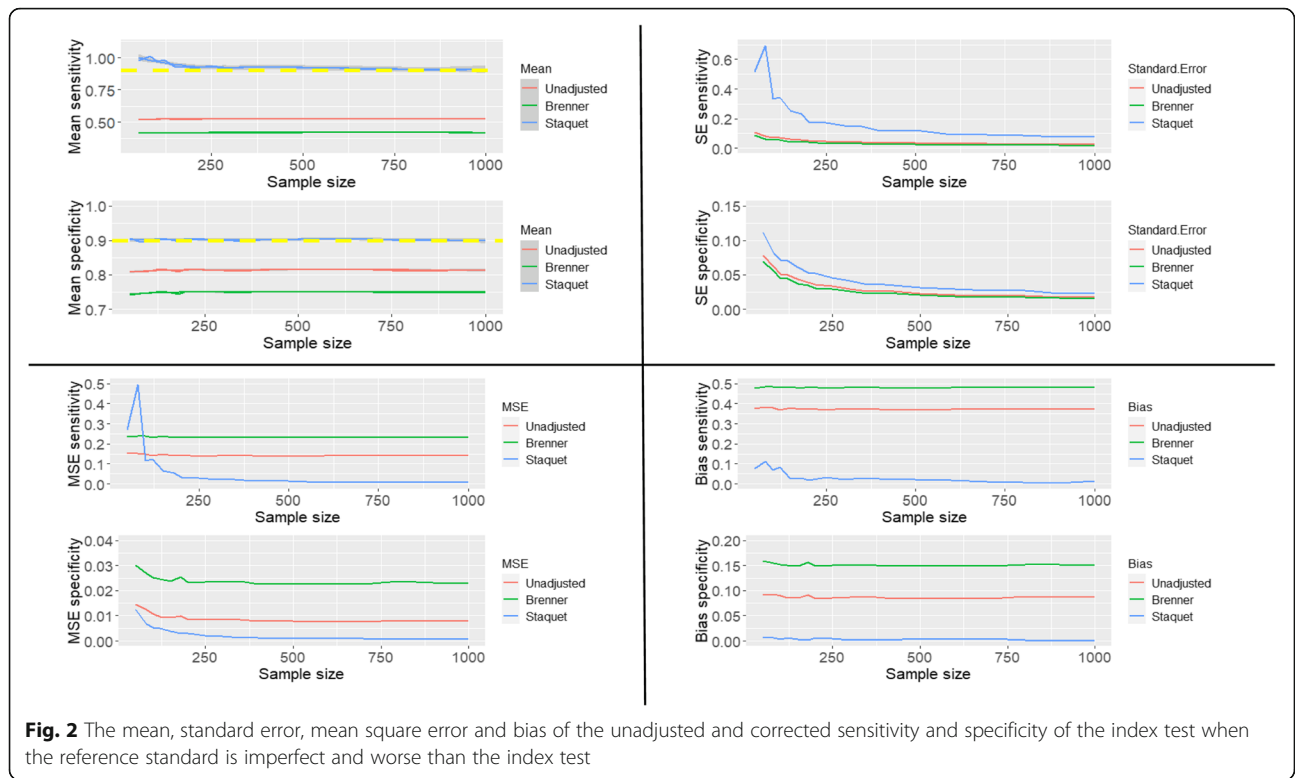 Mean sensitivity
1.00
0.75
0.50
250
500
750
1000
Sample size
Mean
Unadjusted
Brenner
Staquet
Mean specificity
1.0
0.9
0.8
0.7
250
500
750
1000
Sample size
Mean
Unadjusted
Brenner
Staquet
SE sensitivity
0.6
0.4
0.2
0.0
250
500
750
1000
Sample size
Standard.Error
Unadjusted
Brenner
Staquet
SE specificity
0.15
0.10
0.05
0.00
250
500
750
1000
Sample size
Standard.Error
Unadjusted
Brenner
Staquet
MSE sensitivity
0.5
0.4
0.3
0.2
0.1
0.0
250
500
750
1000
Sample size
MSE
Unadjusted
Brenner
Staquet
MSE specificity
0.04
0.03
0.02
0.01
0.00
250
500
750
1000
Sample size
MSE
Unadjusted
Brenner
Staquet
Bias sensitivity
0.5
0.4
0.3
0.2
0.1
0.0
250
500
750
1000
Sample size
Bias
Unadjusted
Brenner
Staquet
Bias specificity
0.20
0.15
0.10
0.05
0.00
250
500
750
1000
Sample size
Bias
Unadjusted
Brenner
Staquet
Fig. 2 The mean, standard error, mean square error and bias of the unadjusted and corrected sensitivity and specificity of the index test when
the reference standard is imperfect and worse than the index test